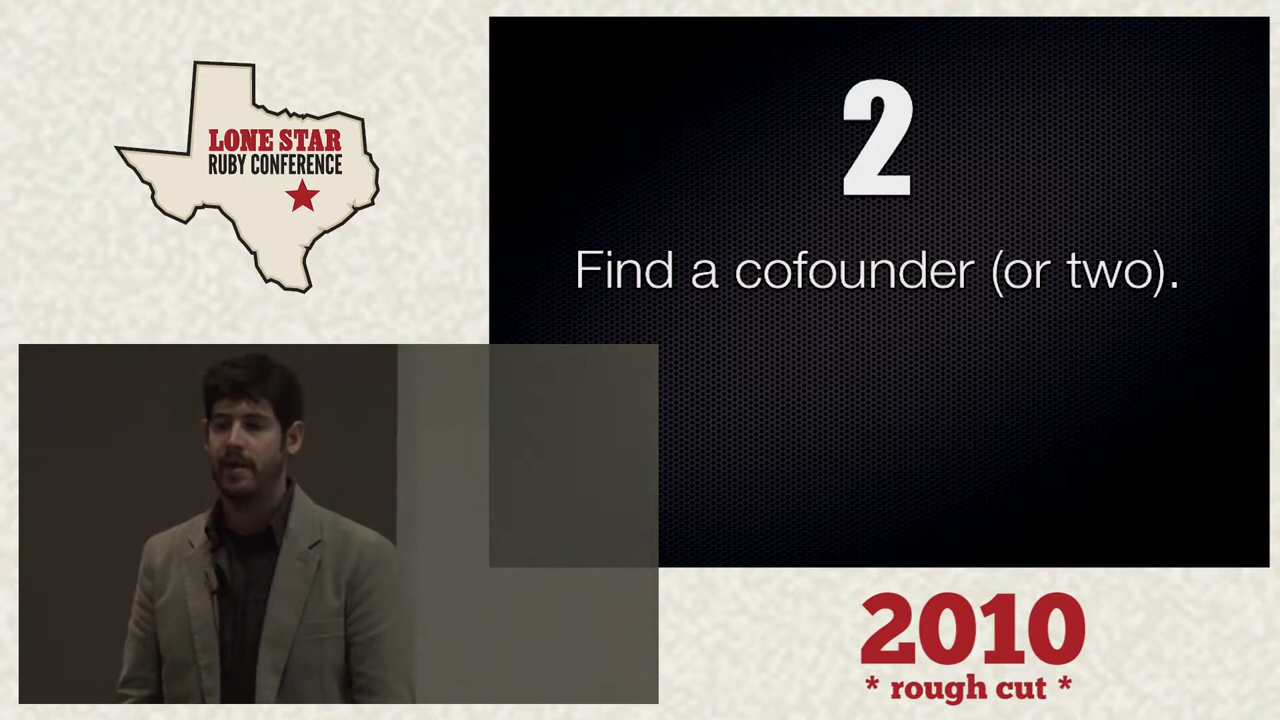 LONE STAR
RUBY CONFERENCE
2
Find a cofounder (or two).
2010
* rough cut *